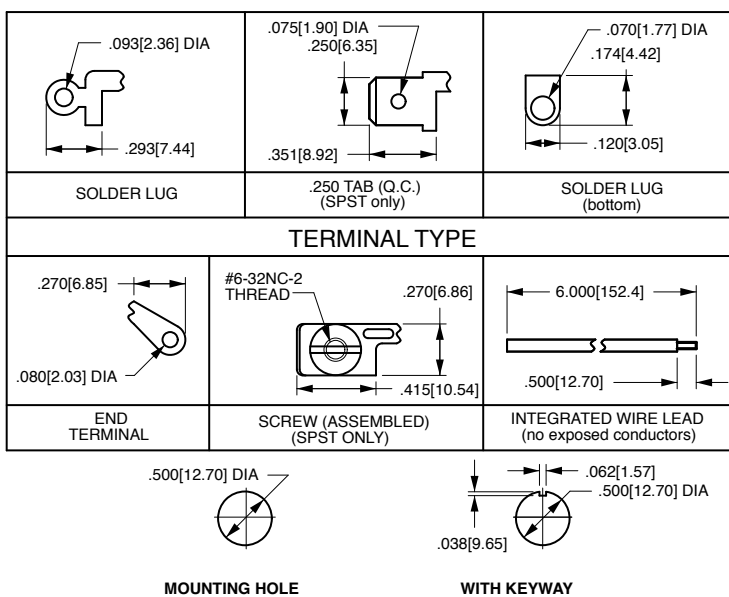 .093[2.36] DIA
.293[7.44]
SOLDER LUG
.075[1.90] DIA
.250[6.35]
.351[8.92]
.250 TAB (Q.C.)
(SPST only)
.070[1.77] DIA
.174[4.42]
.120[3.05]
SOLDER LUG
(bottom)
TERMINAL TYPE
.270[6.85]
.080[2.03] DIA
END
TERMINAL
#6-32NC-2
THREAD
.270[6.86]
.415[10.54]
SCREW (ASSEMBLED)
(SPST ONLY)
6.000[152.4]
.500[12.70]
INTEGRATED WIRE LEAD
(no exposed conductors)
.500[12.70] DIA
MOUNTING HOLE
.062[1.57]
.500[12.70] DIA
.038[9.65]
WITH KEYWAY